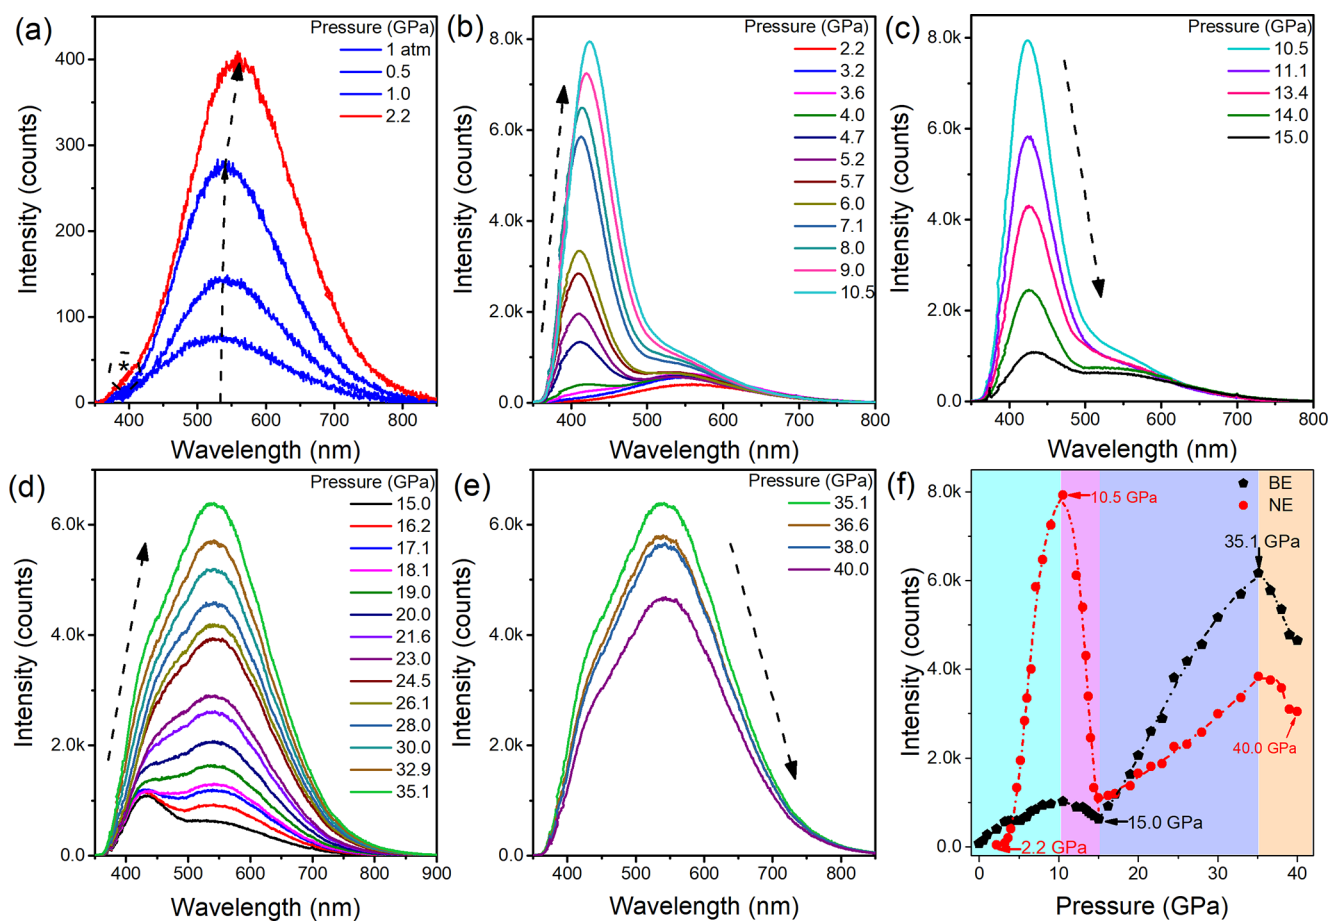 (a)
Pressure (GPa)
1 atm
0.5
1.0
2.2
400
300
200
100
0
*
400
500
600
700
800
Intensity (counts)
Wavelength (nm)
(b)
Pressure (GPa)
2.2
3.2
3.6
4.0
4.7
5.2
5.7
6.0
7.1
8.0
9.0
10.5
8.0k
6.0k
4.0k
2.0k
0.0
400
500
600
700
800
Intensity (counts)
Wavelength (nm)
(c)
Pressure (GPa)
10.5
11.1
13.4
14.0
15.0
8.0k
6.0k
4.0k
2.0k
0.0
400
500
600
700
800
Intensity (counts)
Wavelength (nm)
(d)
Pressure (GPa)
15.0
16.2
17.1
18.1
19.0
20.0
21.6
23.0
24.5
26.1
28.0
30.0
32.9
35.1
6.0k
4.0k
2.0k
0.0
400
500
600
700
800
900
Intensity (counts)
Wavelength (nm)
(e)
Pressure (GPa)
35.1
36.6
38.0
40.0
6.0k
4.0k
2.0k
0.0
400
500
600
700
800
Intensity (counts)
Wavelength (nm)
(f)
BE
NE
10.5 GPa
35.1 GPa
40.0 GPa
15.0 GPa
2.2 GPa
8.0k
6.0k
4.0k
2.0k
0.0
0
10
20
30
40
Intensity (counts)
Pressure (GPa)